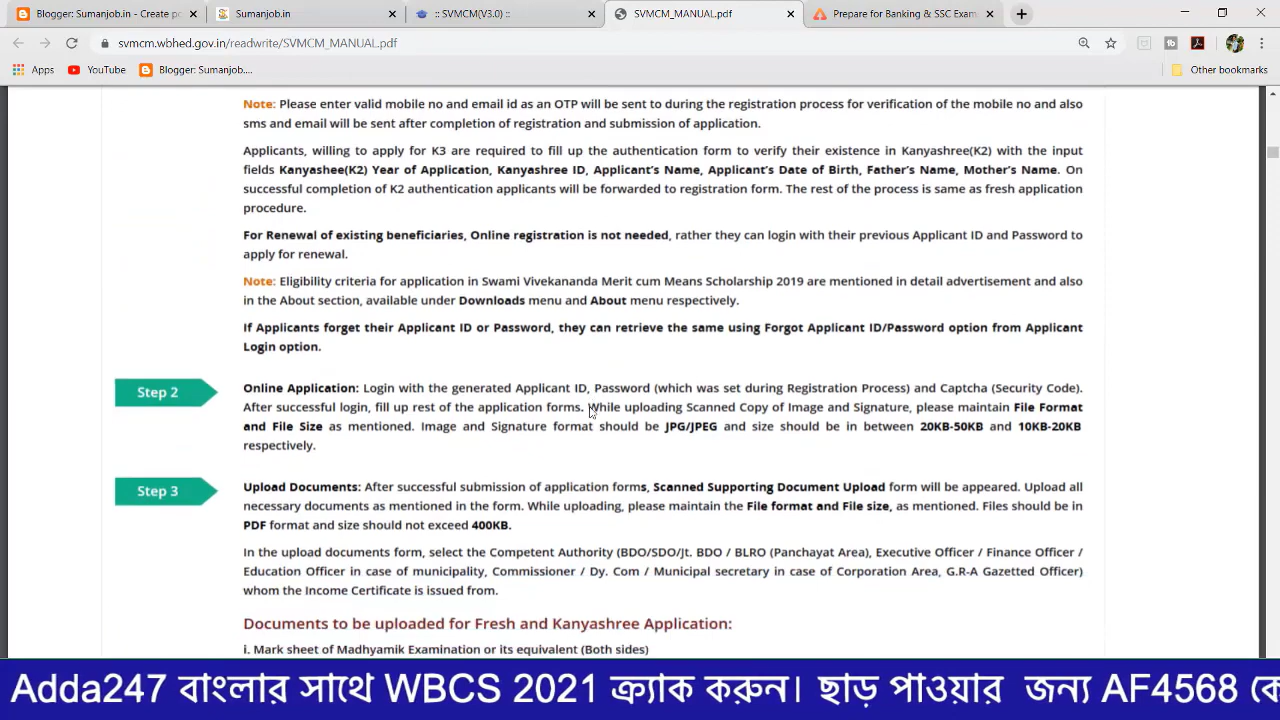 Blogger: Sumanjob.in - Create po
Sumanjob.in
:: SVMCM(V3.0) ::
SVMCM_MANUAL.pdf
Prepare for Banking & SSC Exam
svmcm.wbhed.gov.in/readwrite/SVMCM_MANUAL.pdf
Apps
YouTube
Blogger: Sumanjob....
Other bookmarks
Note: Please enter valid mobile no and email id as an OTP will be sent to during the registration process for verification of the mobile no and also
sms and email will be sent after completion of registration and submission of application.
Applicants, willing to apply for K3 are required to fill up the authentication form to verify their existence in Kanyashree(K2) with the input
fields Kanyashee(K2) Year of Application, Kanyashree ID, Applicant's Name, Applicant's Date of Birth, Father's Name, Mother's Name. On
successful completion of K2 authentication applicants will be forwarded to registration form. The rest of the process is same as fresh application
procedure.
For Renewal of existing beneficiaries, Online registration is not needed, rather they can login with their previous Applicant ID and Password to
apply for renewal.
Note: Eligibility criteria for application in Swami Vivekananda Merit cum Means Scholarship 2019 are mentioned in detail advertisement and also
in the About section, available under Downloads menu and About menu respectively.
If Applicants forget their Applicant ID or Password, they can retrieve the same using Forgot Applicant ID/Password option from Applicant
Login option.
Step 2
Online Application: Login with the generated Applicant ID, Password (which was set during Registration Process) and Captcha (Security Code).
After successful login, fill up rest of the application forms. While uploading Scanned Copy of Image and Signature, please maintain File Format
and File Size as mentioned. Image and Signature format should be JPG/JPEG and size should be in between 20KB-50KB and 10KB-20KB
respectively.
Step 3
Upload Documents: After successful submission of application forms, Scanned Supporting Document Upload form will be appeared. Upload all
necessary documents as mentioned in the form. While uploading, please maintain the File format and File size, as mentioned. Files should be in
PDF format and size should not exceed 400KB.
In the upload documents form, select the Competent Authority (BDO/SDO/Jt. BDO / BLRO (Panchayat Area), Executive Officer / Finance Officer /
Education Officer in case of municipality, Commissioner / Dy. Com / Municipal secretary in case of Corporation Area, G.R-A Gazetted Officer)
whom the Income Certificate is issued from.
Documents to be uploaded for Fresh and Kanyashree Application:
i. Mark sheet of Madhyamik Examination or its equivalent (Both sides)
Adda247 বাংলার সাথে WBCS 2021 ক্র্যাক করুন। ছাড় পাওয়ার জন্য AF4568 কে